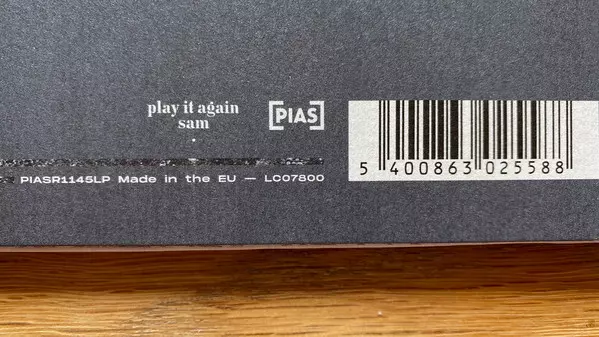 play it again
sam
[PIAS]
PIASR1145LP Made in the EU — LC07800
5 400863 025588